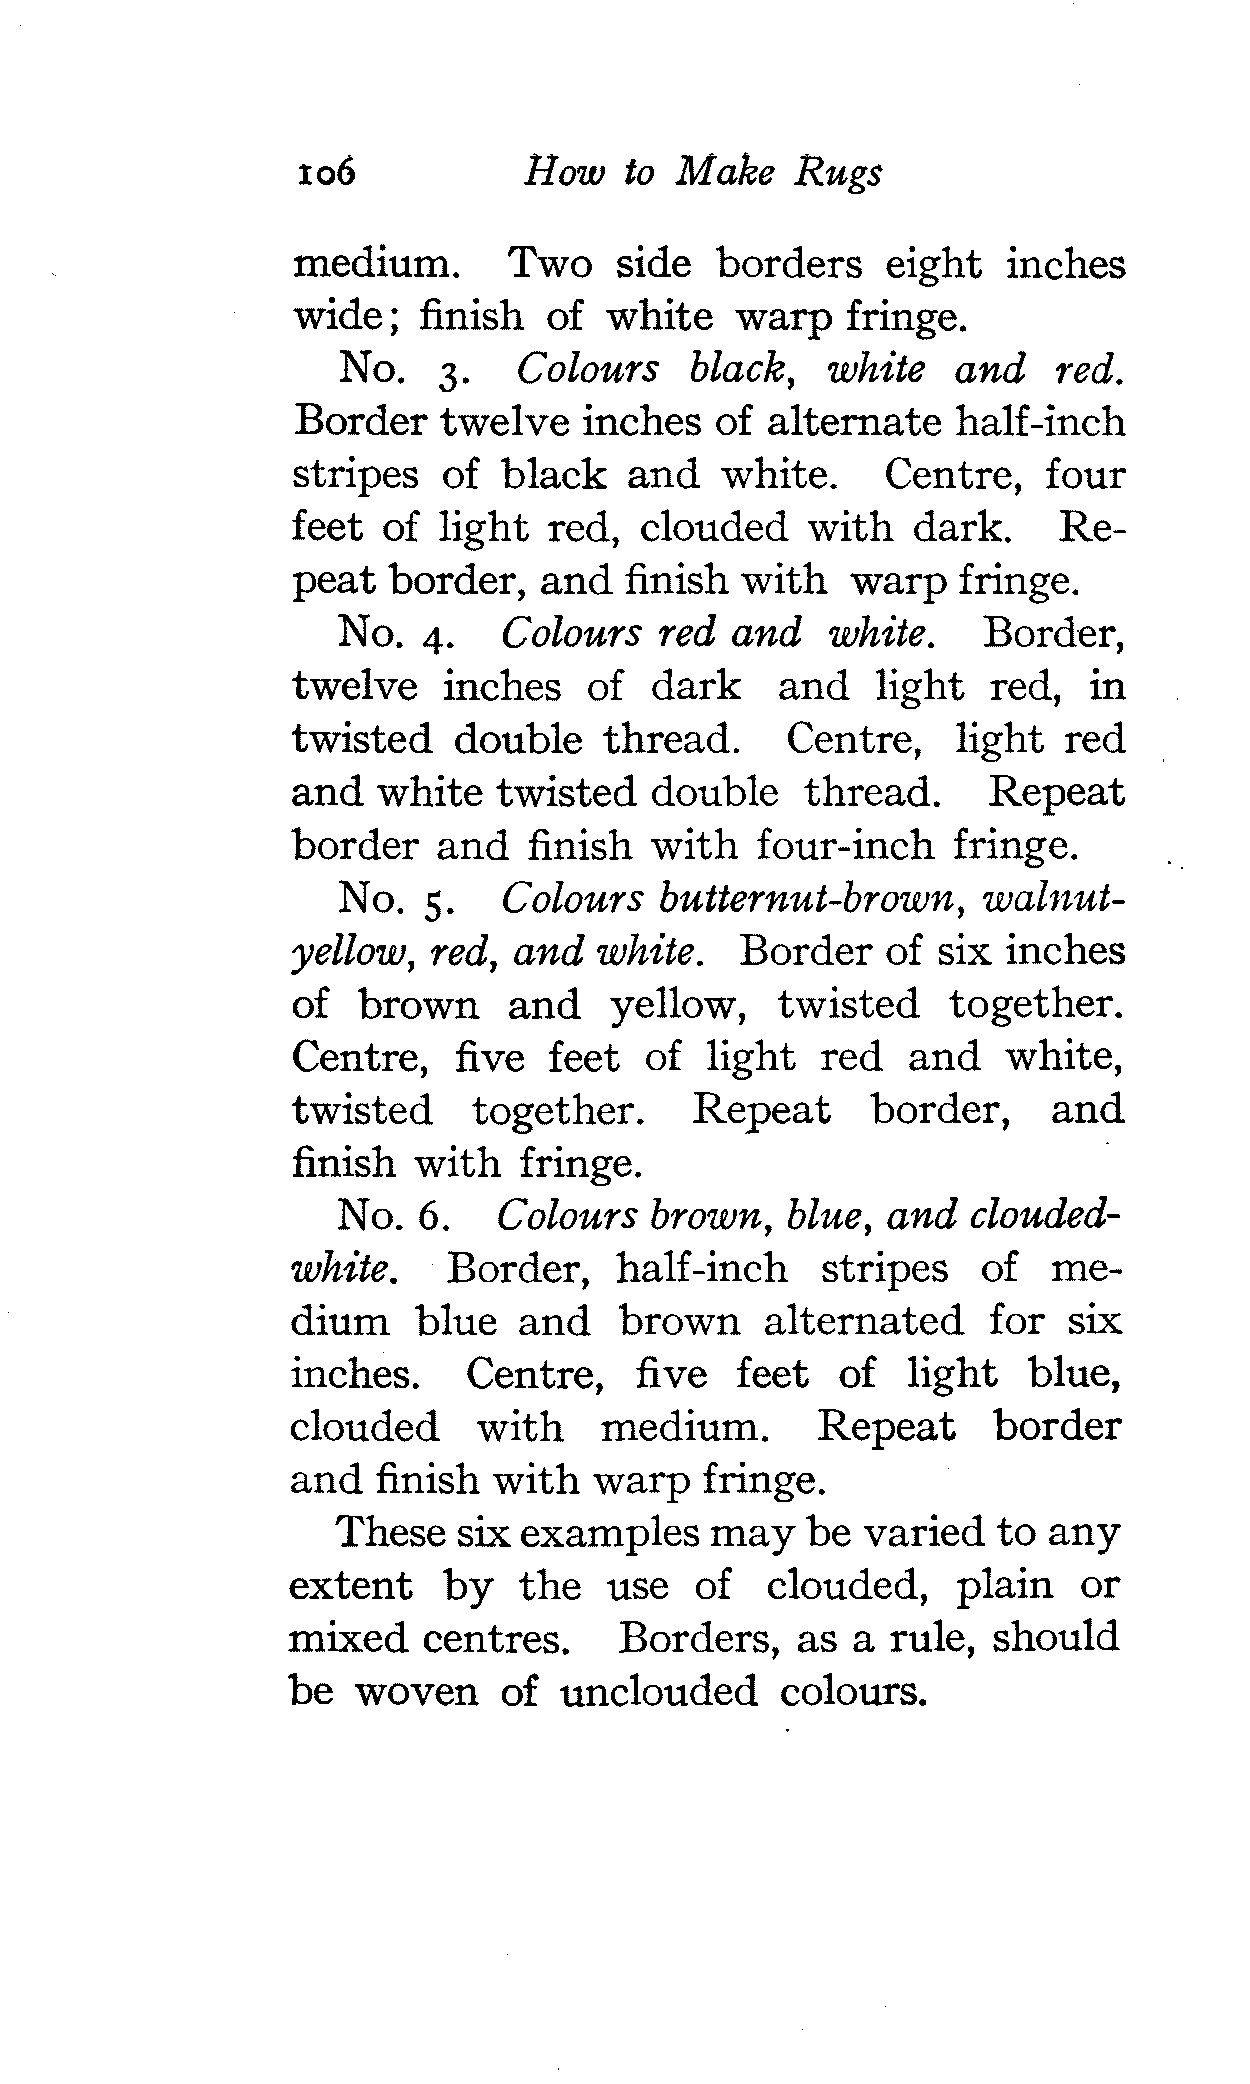 106 How to Make Rugs
medium. Two side borders eight inches
wide; finish of white warp fringe.
No. 3. Colours black, white and red.
Border twelve inches of alternate half-inch
stripes of black and white. Centre, four
feet of light red, clouded with dark. Re-
peat border, and finish with warp fringe.
No. 4. Colours red and white. Border,
twelve inches of dark and light red, in
twisted double thread. Centre, light red
and white twisted double thread. Repeat
border and finish with four-inch fringe.
No. 5. Colours butternut-brown, walnut-
yellow, red, and white. Border of six inches
of brown and yellow, twisted together.
Centre, five feet of light red and white,
twisted together. Repeat border, and
finish with fringe.
No. 6. Colours brown, blue, and clouded-
white. Border, half-inch stripes of me-
dium blue and brown alternated for six
inches. Centre, five feet of light blue,
clouded with medium. Repeat border
and finish with warp fringe.
These six examples may be varied to any
extent by the use of clouded, plain or
mixed centres. Borders, as a rule, should
be woven of unclouded colours.